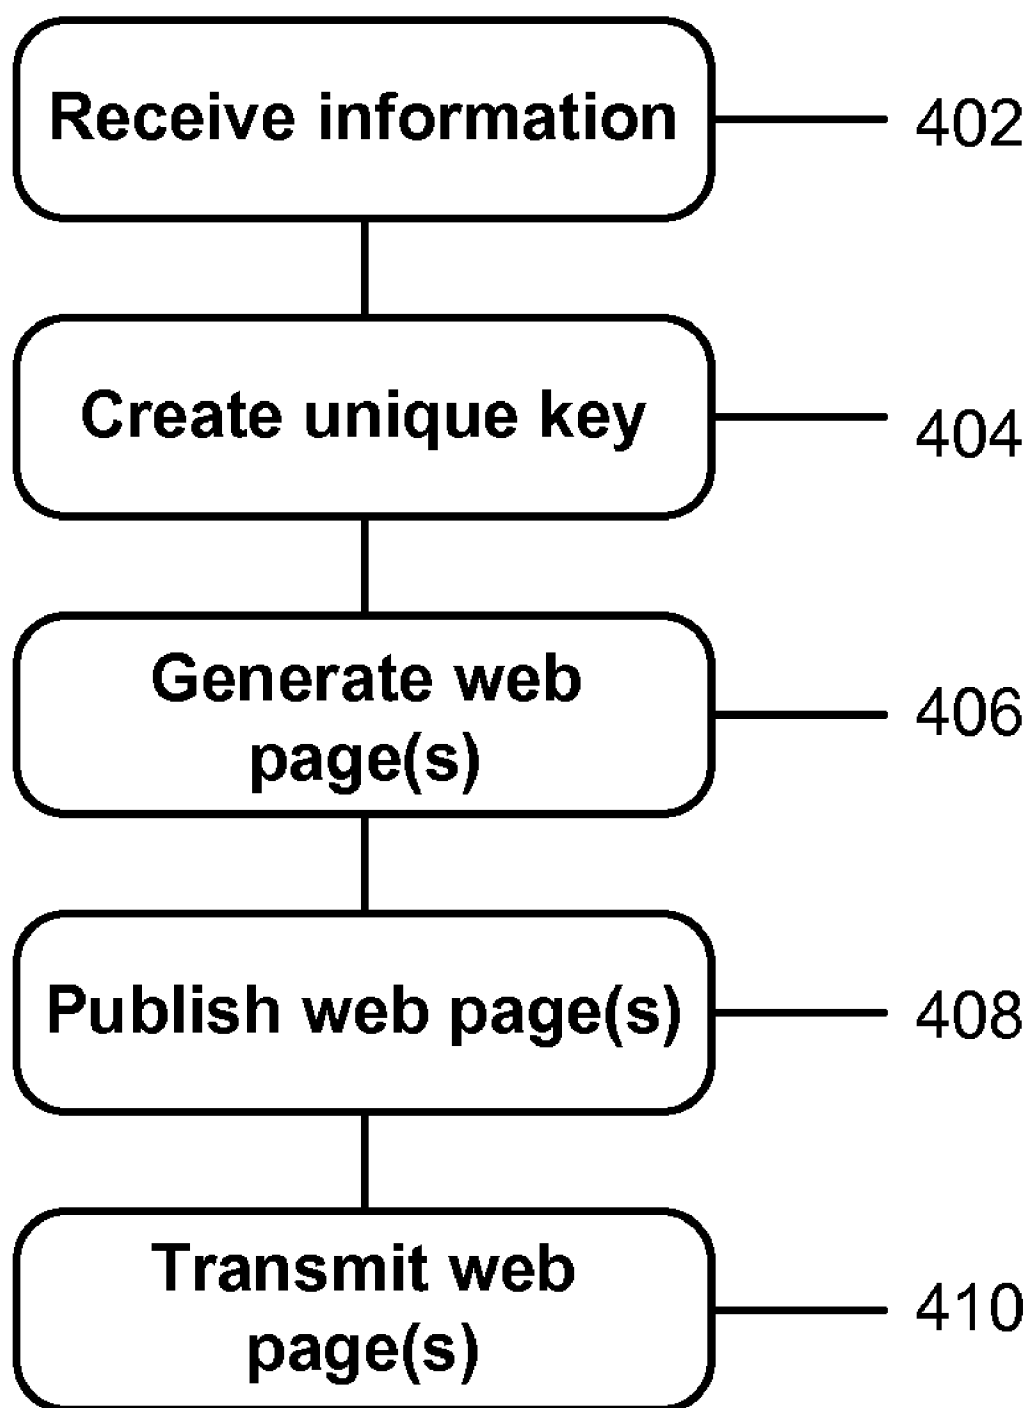 Receive information
402
Create unique key
404
Generate web
page(s)
406
Publish web page(s)
408
Transmit web
page(s)
410